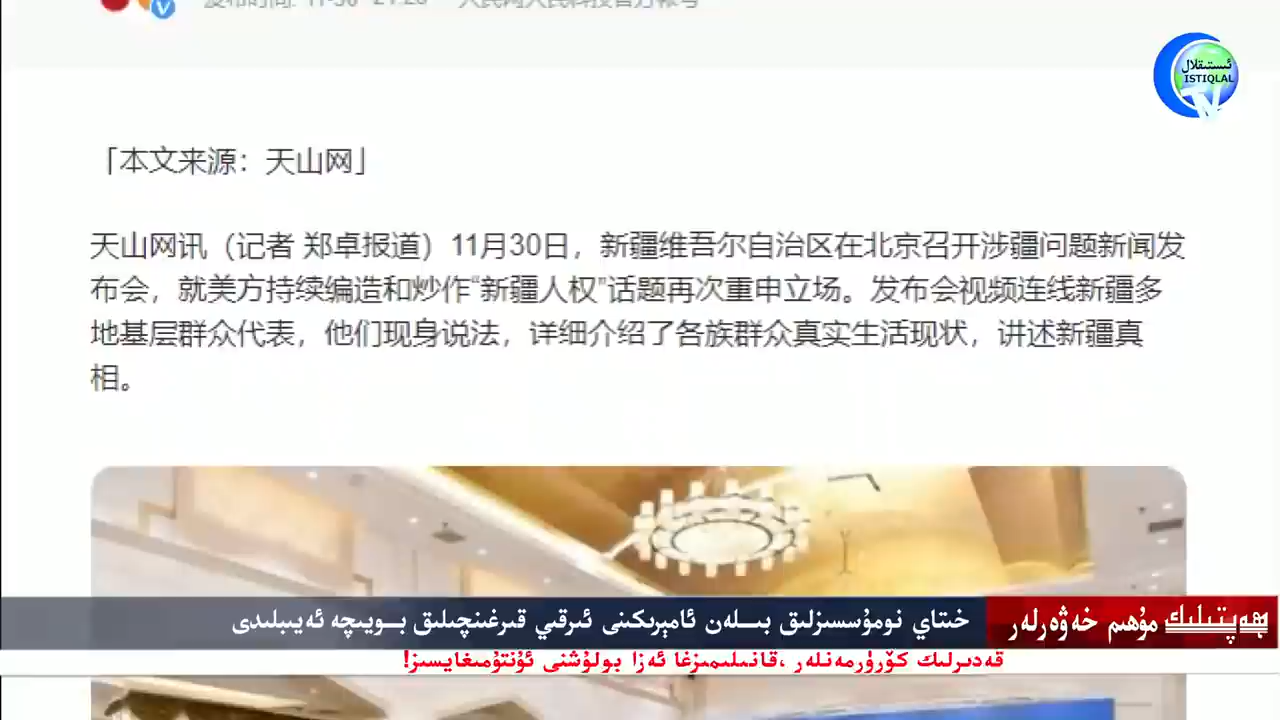 ئىستىقلال
ISTIQLAL
TV
「本文来源：天山网」
天山网讯（记者 郑卓报道）11月30日，新疆维吾尔自治区在北京召开涉疆问题新闻发
布会，就美方持续编造和炒作“新疆人权”话题再次重申立场。发布会视频连线新疆多
地基层群众代表，他们现身说法，详细介绍了各族群众真实生活现状，讲述新疆真
相。
ھەپتىلىك مۇھىم خەۋەرلەر
خىتاي نومۇسسىزلىق بىلەن ئامېرىكىنى ئىرقىي قىرغىنچىلىق بويىچە ئەيىبلىدى
قەدىرلىك كۆرۈرمەنلەر ،قانىلىمىزغا ئەزا بولۇشنى ئۇنتۇمىغايسىز!